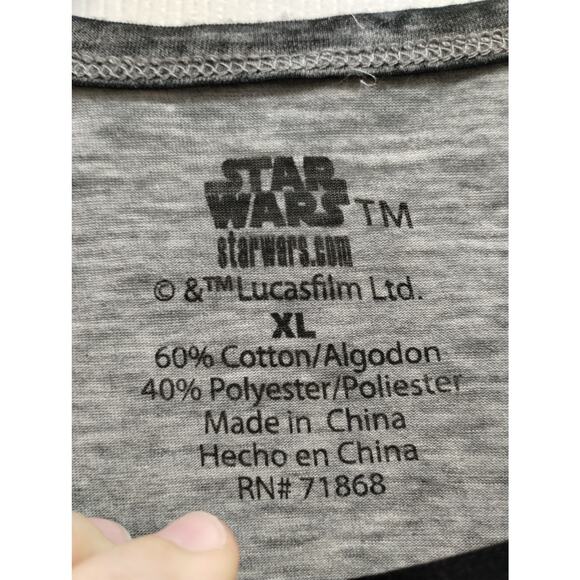 STAR
WARS TM
starwars.com
© &™ Lucasfilm Ltd.
XL
60% Cotton/Algodon
40% Polyester/Poliester
Made in China
Hecho en China
RN# 71868